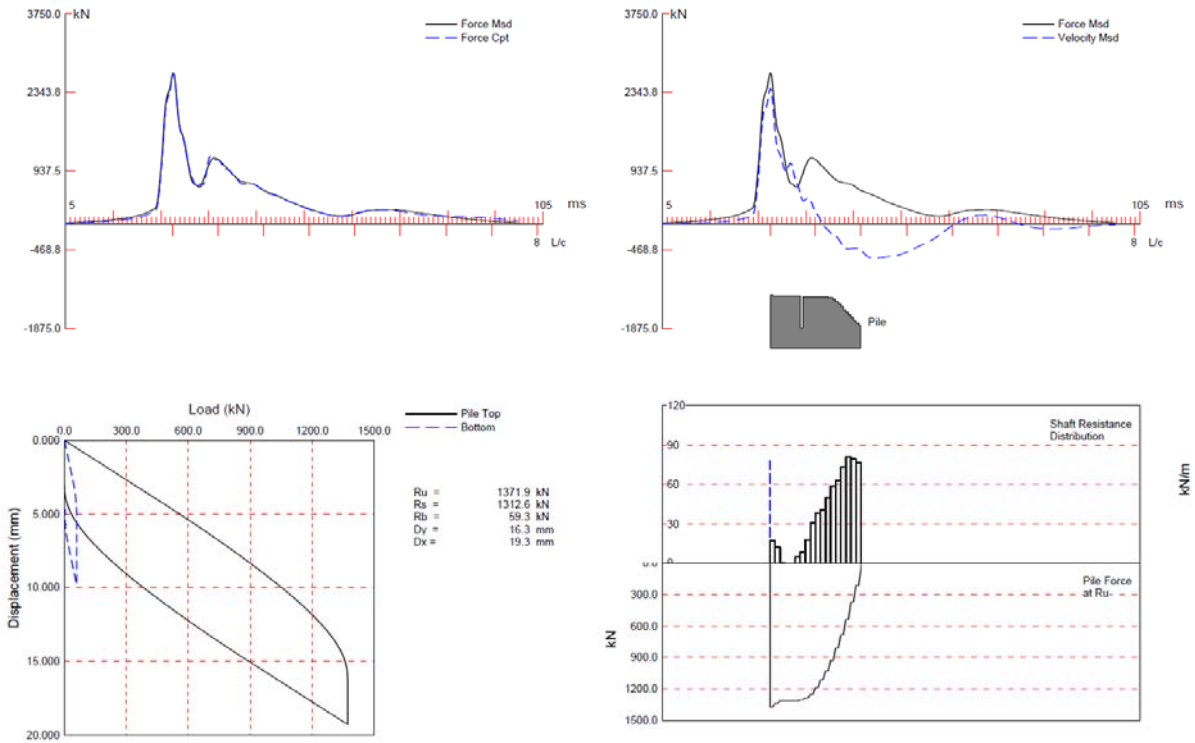 3750.0 kN
Force Msd
Force Cpt
2343.8
937.5
5
105 ms
-468.8
8 L/c
-1875.0
3750.0 kN
Force Msd
Velocity Msd
2343.8
937.5
5
105 ms
-468.8
8 L/c
-1875.0
Pile
Load (kN)
0.0 300.0 600.0 900.0 1200.0 1500.0
Pile Top
Bottom
0.000
5.000
10.000
15.000
20.000
Displacement (mm)
Ru = 1371.9 kN
Rs = 1312.6 kN
Rb = 59.3 kN
Dy = 16.3 mm
Dx = 19.3 mm
120
90
60
30
0
Shaft Resistance
Distribution
kN/m
0.0
300.0
600.0
900.0
1200.0
1500.0
kN
Pile Force
at Ru